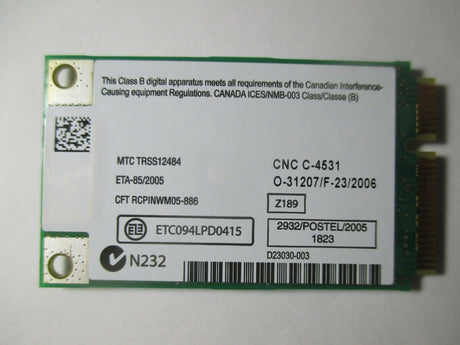 This Class B digital apparatus meets all requirements of the Canadian Interference-
Causing equipment Regulations. CANADA ICES/NMB-003 Class/Classe (B)
MTC TRSS12484
ETA-85/2005
CFT RCPINWM05-886
ETC094LPD0415
N232
CNC C-4531
O-31207/F-23/2006
Z189
2932/POSTEL/2005
1823
D23030-003